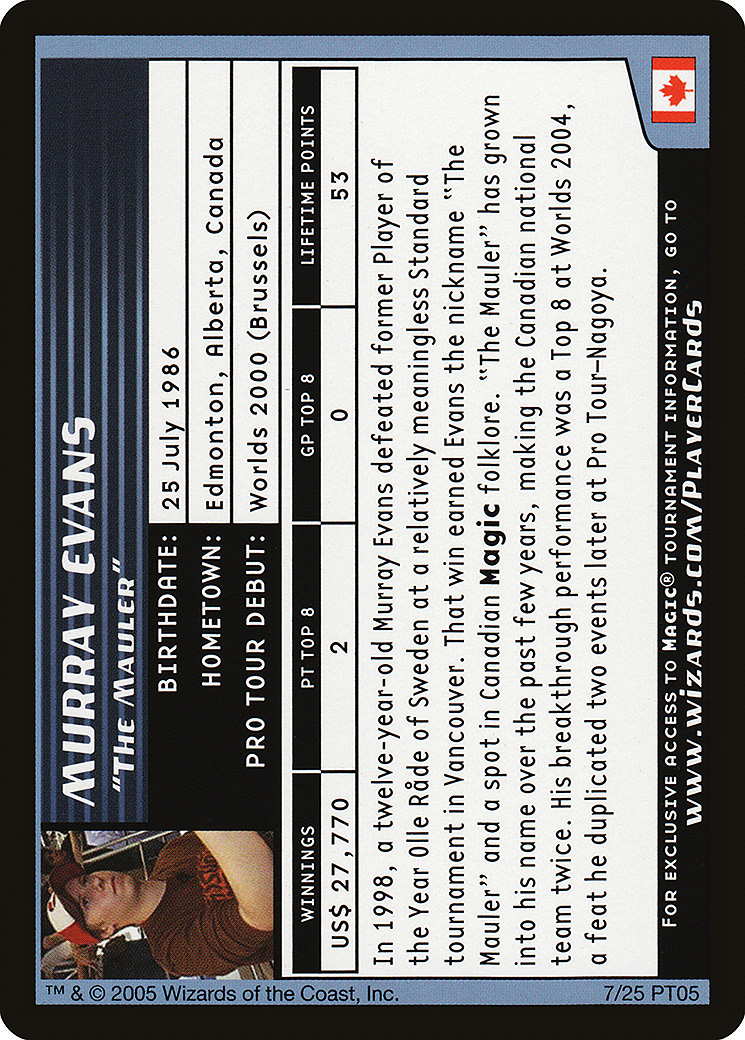 MURRAY EVANS
"THE MAULER"
BIRTHDATE: 25 July 1986
HOMETOWN: Edmonton, Alberta, Canada
PRO TOUR DEBUT: Worlds 2000 (Brussels)
WINNINGS PT TOP 8 GP TOP 8 LIFETIME POINTS
US$ 27,770 2 0 53
In 1998, a twelve-year-old Murray Evans defeated former Player of
the Year Olle Råde of Sweden at a relatively meaningless Standard
tournament in Vancouver. That win earned Evans the nickname "The
Mauler" and a spot in Canadian Magic folklore. "The Mauler" has grown
into his name over the past few years, making the Canadian national
team twice. His breakthrough performance was a Top 8 at Worlds 2004,
a feat he duplicated two events later at Pro Tour–Nagoya.
FOR EXCLUSIVE ACCESS TO MAGIC® TOURNAMENT INFORMATION, GO TO
WWW.WIZARDS.COM/PLAYERCARDS
™ & © 2005 Wizards of the Coast, Inc.
7/25 PT05